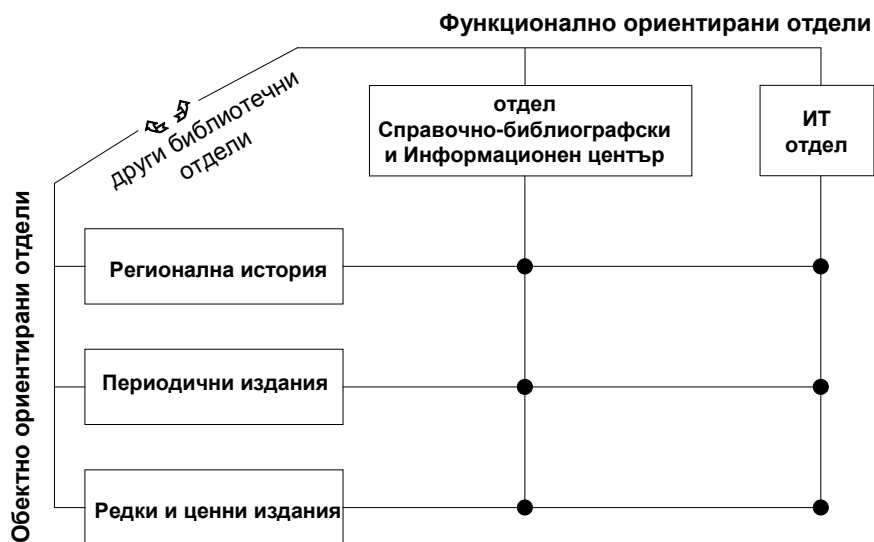 Функционално ориентирани отдели
други библиотечни
отдели
отдел
Справочно-библиографски
и Информационен център
ИТ
отдел
Обектно ориентирани отдели
Регионална история
Периодични издания
Редки и ценни издания